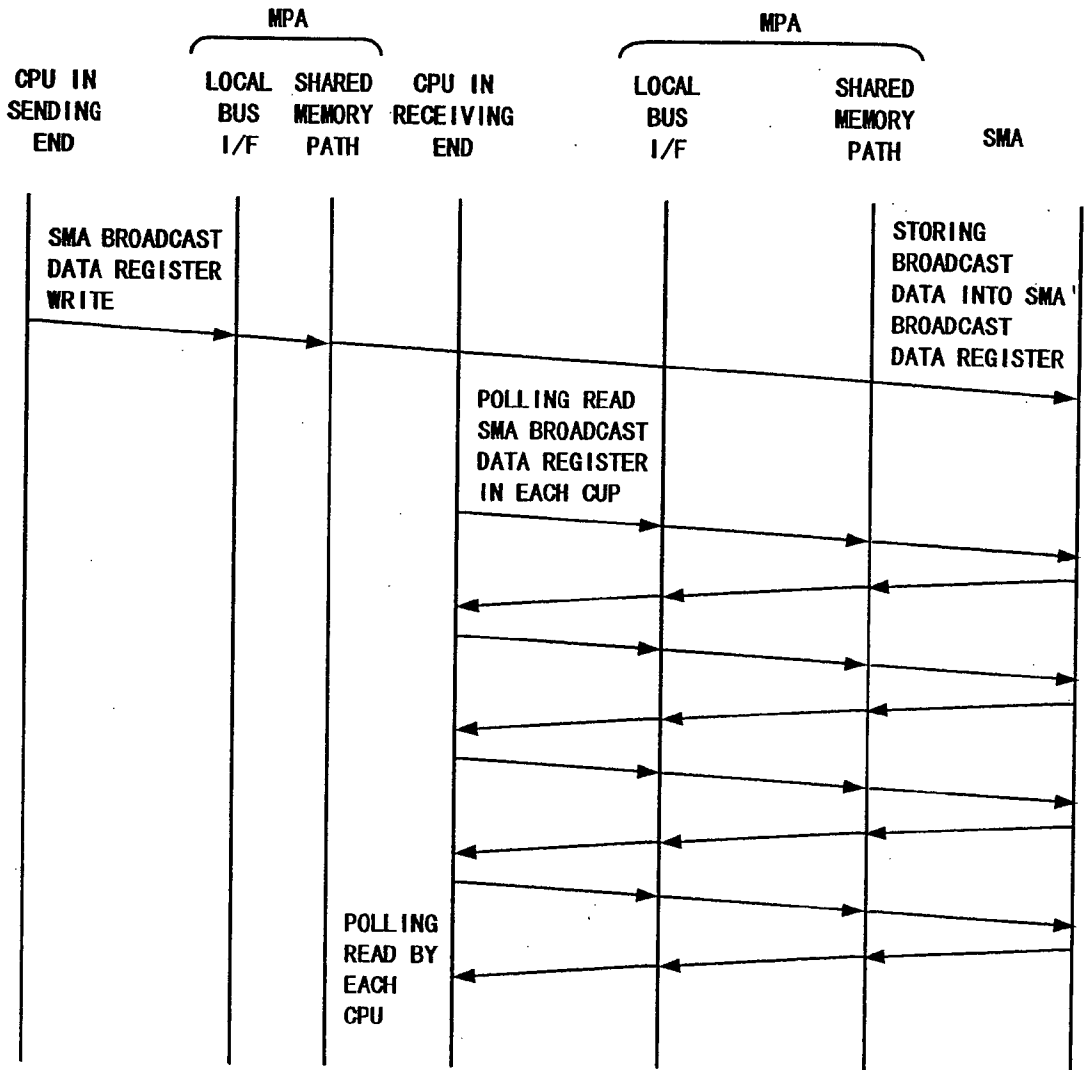 MPA
MPA
CPU IN
SENDING
END
LOCAL
BUS
I/F
SHARED
MEMORY
PATH
CPU IN
RECEIVING
END
LOCAL
BUS
I/F
SHARED
MEMORY
PATH
SMA
SMA BROADCAST
DATA REGISTER
WRITE
STORING
BROADCAST
DATA INTO SMA
BROADCAST
DATA REGISTER
POLLING READ
SMA BROADCAST
DATA REGISTER
IN EACH CUP
POLLING
READ BY
EACH
CPU